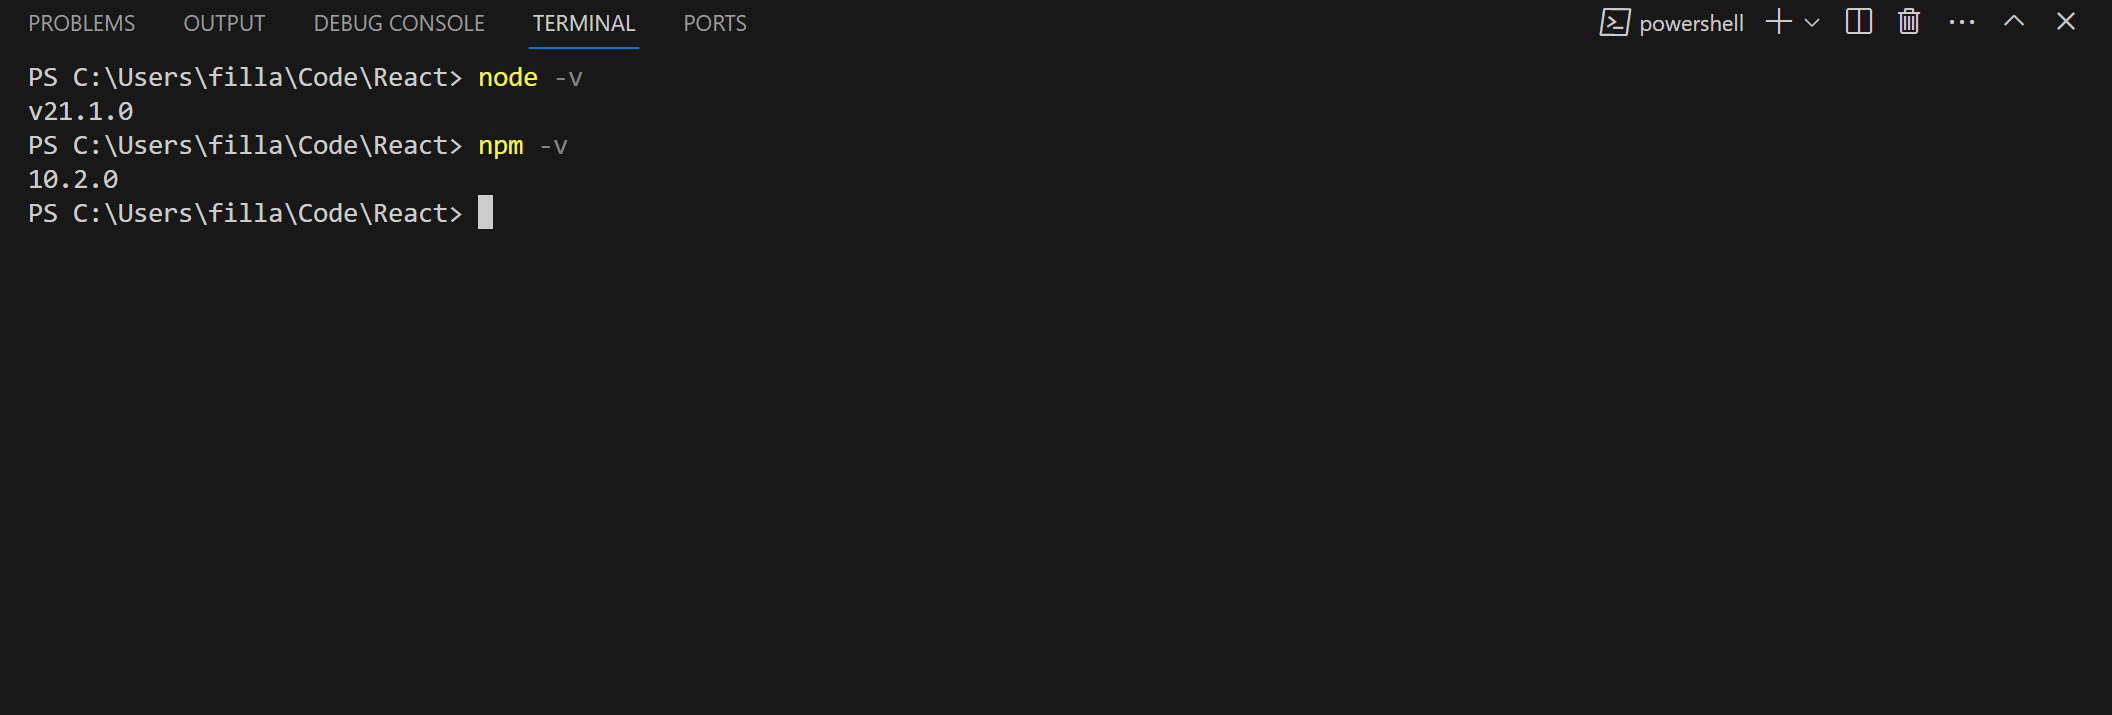 PROBLEMS OUTPUT DEBUG CONSOLE TERMINAL PORTS powershell
PS C:\Users\filla\Code\React> node -v
v21.1.0
PS C:\Users\filla\Code\React> npm -v
10.2.0
PS C:\Users\filla\Code\React>